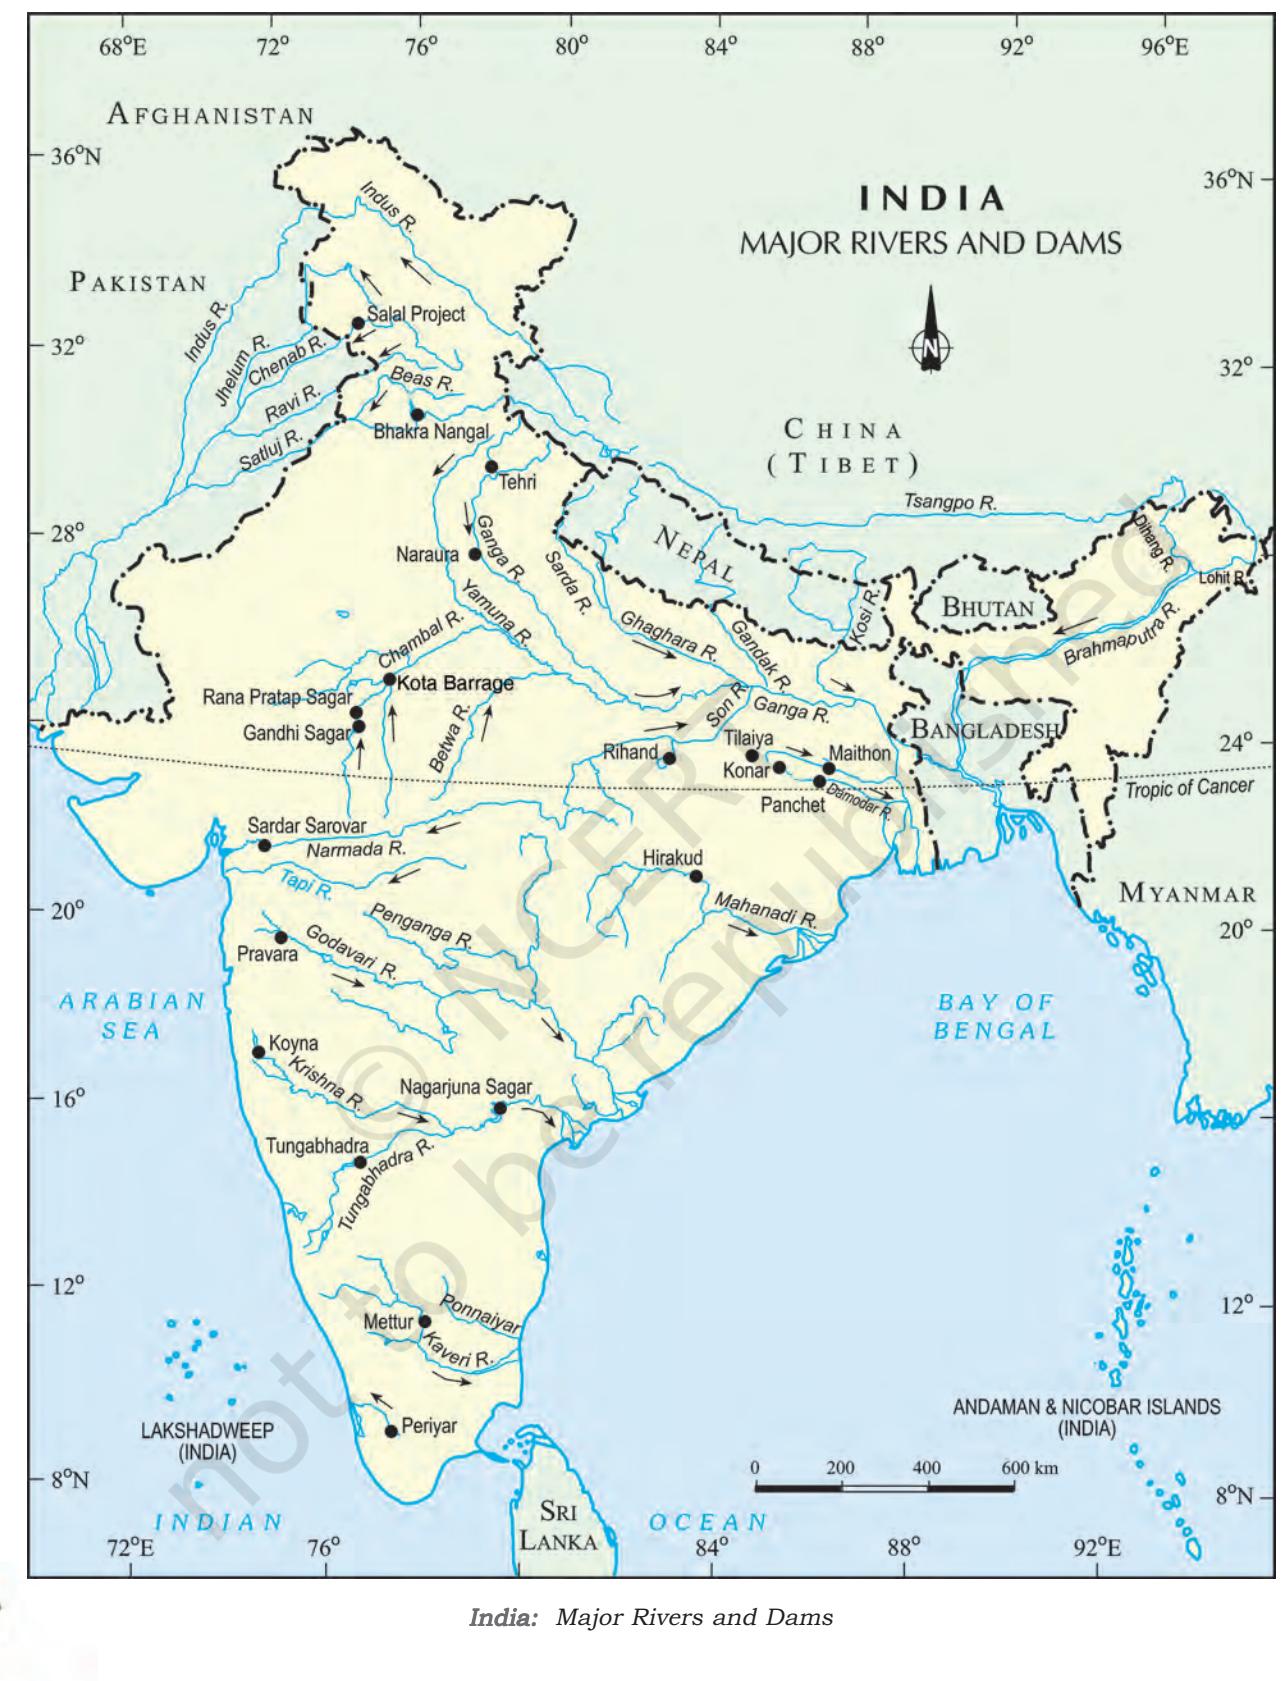 68°E 72° 76° 80° 84° 88° 92° 96°E
AFGHANISTAN
36°N
36°N
INDIA
MAJOR RIVERS AND DAMS
Indus R.
PAKISTAN
N
Salal Project
Indus R.
Jhelum R.
Chenab R.
32°
32°
Beas R.
Ravi R.
Satluj R.
Bhakra Nangal
CHINA
(TIBET)
Tehri
Tsangpo R.
28°
Dihang R.
Naraura
Ganga R.
Sarda R.
NEPAL
Lohit R.
BHUTAN
Yamuna R.
Chambal R.
Ghaghara R.
Gandak R.
Kosi R.
Brahmaputra R.
Kota Barrage
Rana Pratap Sagar
Gandhi Sagar
Betwa R.
Son R.
Ganga R.
BANGLADESH
24°
Rihand
Tilaiya
Konar
Maithon
Panchet
Damodar R.
Tropic of Cancer
Sardar Sarovar
Narmada R.
Tapi R.
Hirakud
Mahanadi R.
MYANMAR
20°
20°
Penganga R.
Godavari R.
Pravara
ARABIAN
SEA
BAY OF
BENGAL
Koyna
Krishna R.
Nagarjuna Sagar
16°
Tungabhadra
Tungabhadra R.
12°
12°
Ponnaiyar
Mettur
Kaveri R.
Periyar
LAKSHADWEEP
(INDIA)
ANDAMAN & NICOBAR ISLANDS
(INDIA)
0 200 400 600 km
8°N
8°N
SRI
LANKA
INDIAN OCEAN
72°E 76° 84° 88° 92°E
© NCERT
not to be republished
India: Major Rivers and Dams